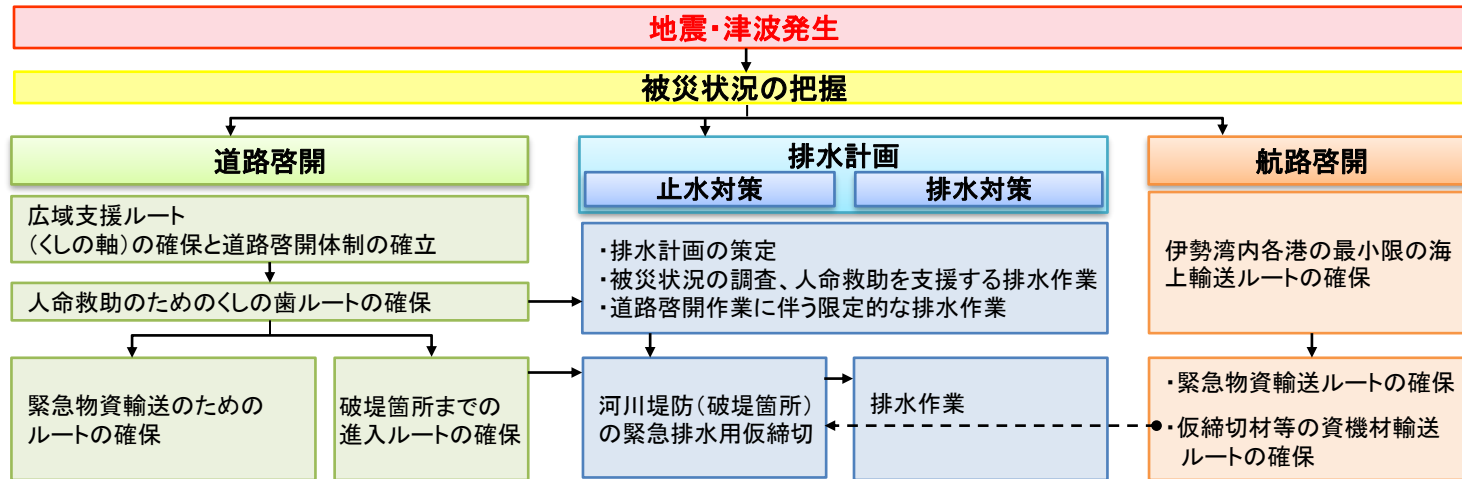 地震・津波発生
被災状況の把握
道路啓開
広域支援ルート
(くしの軸)の確保と道路啓開体制の確立
人命救助のためのくしの歯ルートの確保
緊急物資輸送のための
ルートの確保
破堤箇所までの
進入ルートの確保
排水計画
止水対策
排水対策
・排水計画の策定
・被災状況の調査、人命救助を支援する排水作業
・道路啓開作業に伴う限定的な排水作業
河川堤防(破堤箇所)
の緊急排水用仮締切
排水作業
航路啓開
伊勢湾内各港の最小限の海
上輸送ルートの確保
・緊急物資輸送ルートの確保
・仮締切材等の資機材輸送
ルートの確保